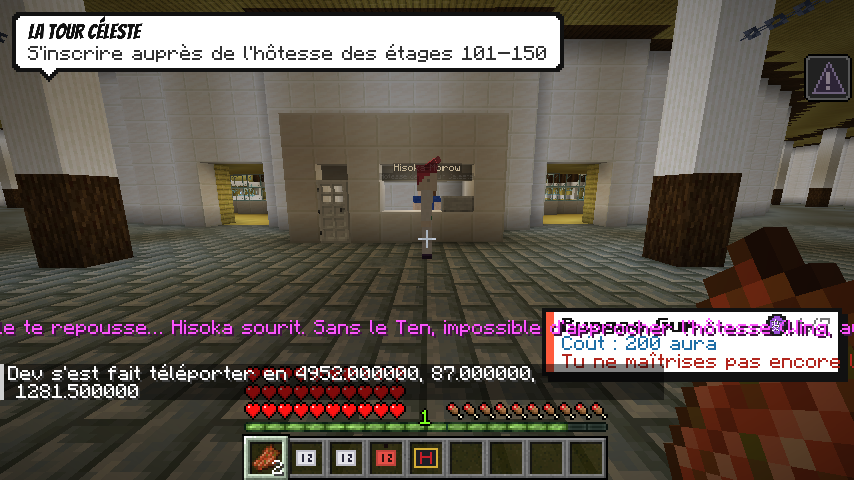 LA TOUR CÉLESTE
S'inscrire auprès de l'hôtesse des étages 101-150
Hisoka Morow
le te repousse... Hisoka sourit. Sans le Ten, impossible d'approcher l'hôtesse
Coût : 200 aura
Tu ne maîtrises pas encore
Dev s'est fait téléporter en 4952.000000, 87.000000,
1281.500000
1
2
12
12
12
H